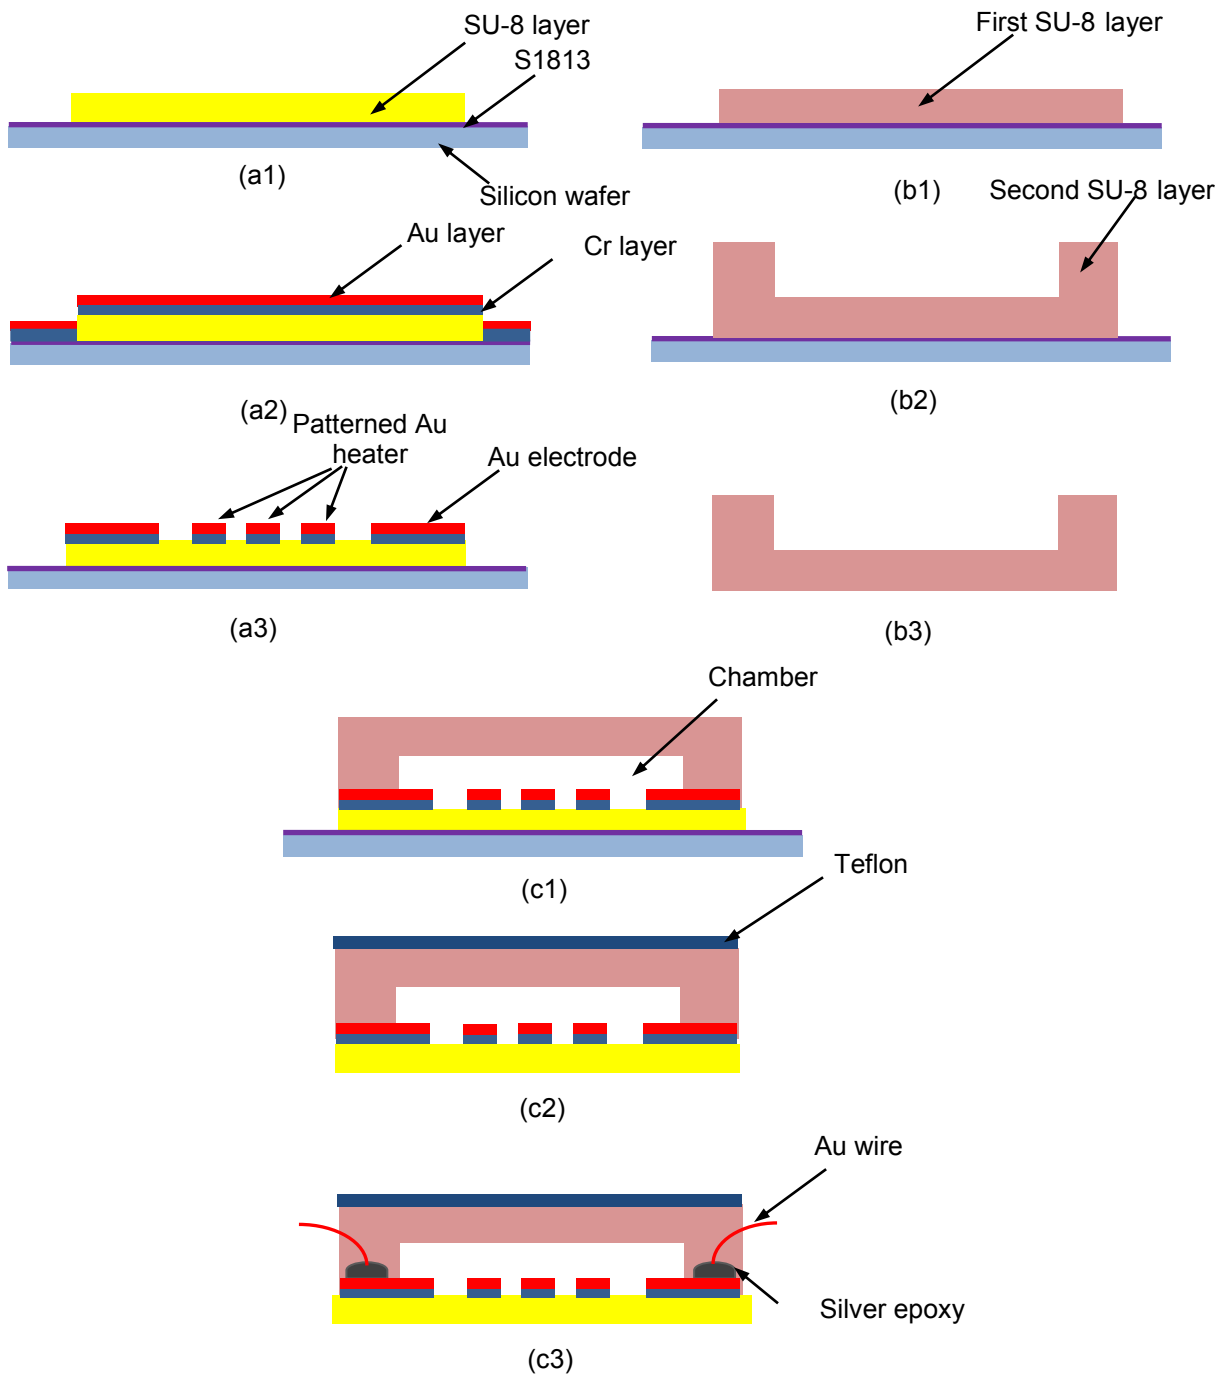 SU-8 layer
S1813
Silicon wafer
(a1)
First SU-8 layer
(b1)
Second SU-8 layer
Au layer
Cr layer
(a2)
(b2)
Patterned Au
heater
Au electrode
(a3)
(b3)
Chamber
(c1)
Teflon
(c2)
Au wire
Silver epoxy
(c3)